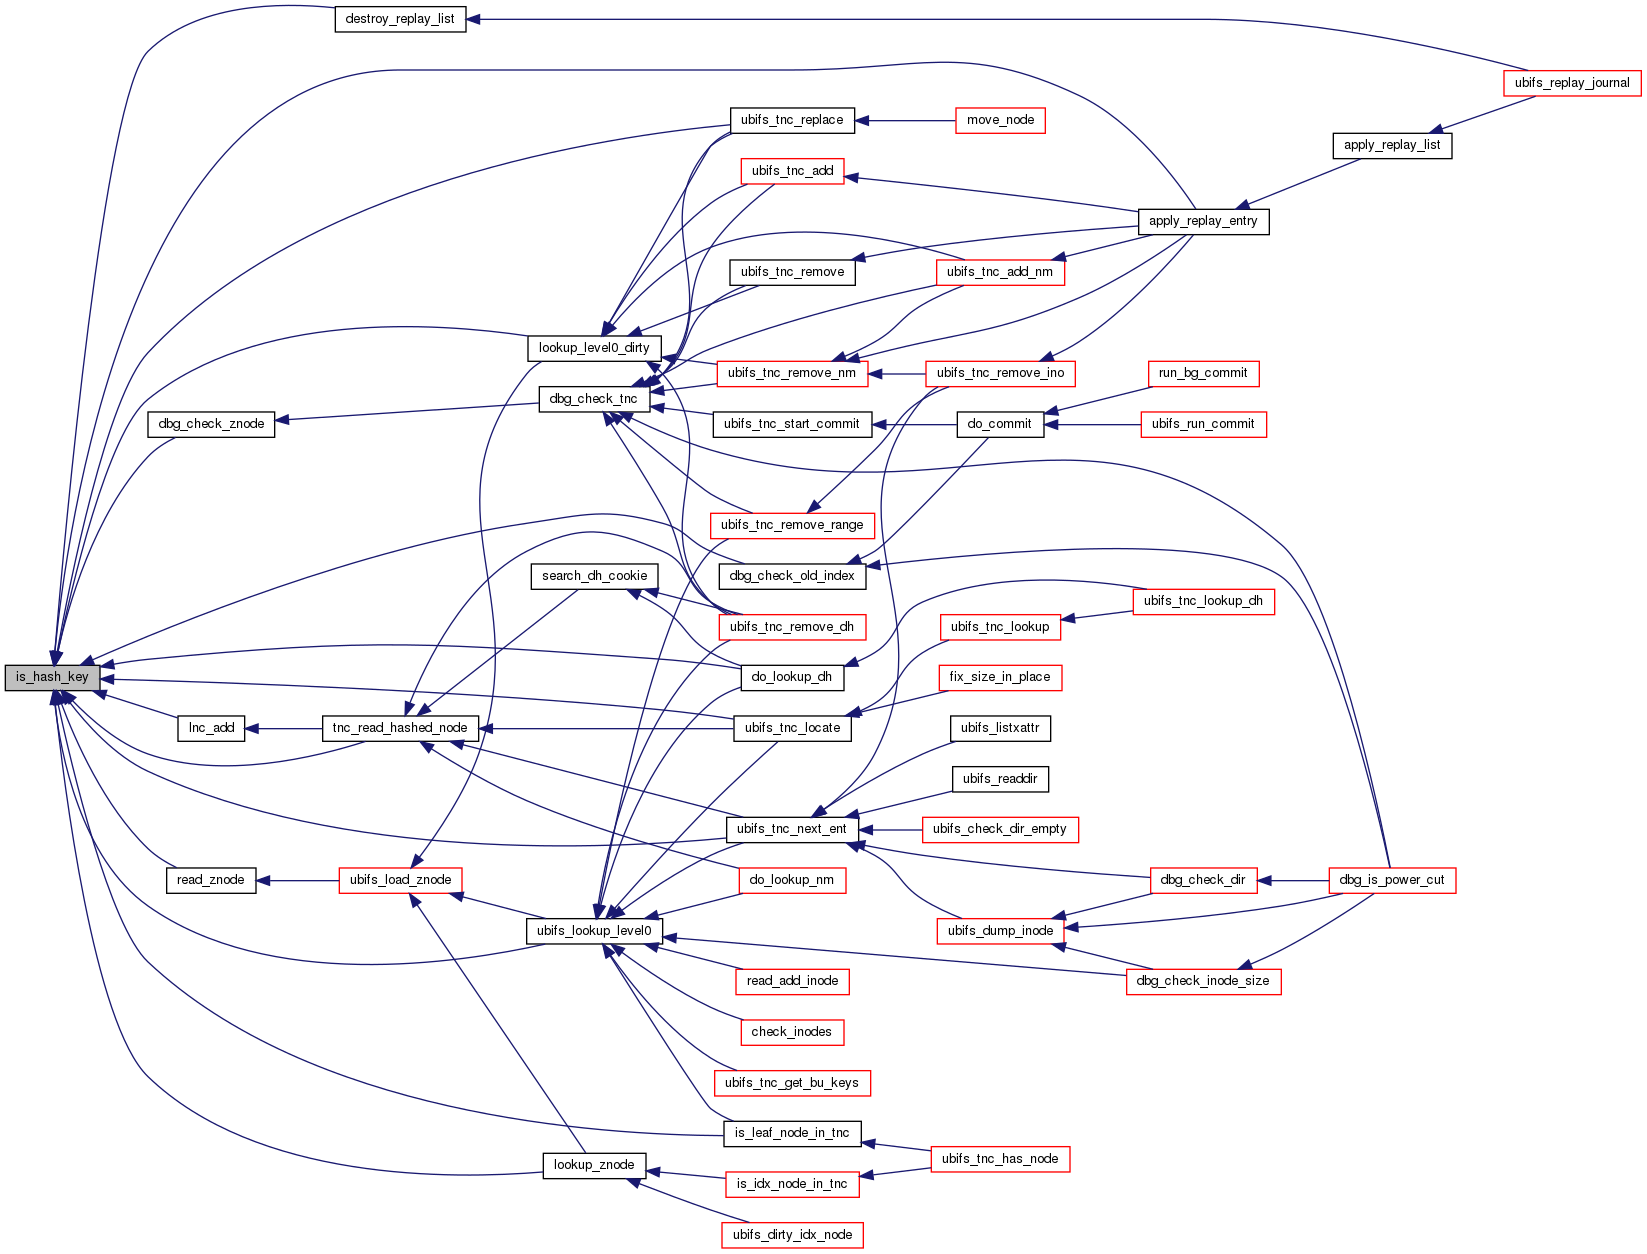 destroy_replay_list
ubifs_replay_journal
ubifs_tnc_replace
move_node
apply_replay_list
ubifs_tnc_add
apply_replay_entry
ubifs_tnc_remove
ubifs_tnc_add_nm
lookup_level0_dirty
ubifs_tnc_remove_nm
ubifs_tnc_remove_ino
run_bg_commit
dbg_check_tnc
dbg_check_znode
ubifs_tnc_start_commit
do_commit
ubifs_run_commit
ubifs_tnc_remove_range
search_dh_cookie
dbg_check_old_index
ubifs_tnc_lookup_dh
ubifs_tnc_remove_dh
ubifs_tnc_lookup
is_hash_key
do_lookup_dh
fix_size_in_place
lnc_add
tnc_read_hashed_node
ubifs_tnc_locate
ubifs_listxattr
ubifs_readdir
ubifs_tnc_next_ent
ubifs_check_dir_empty
read_znode
ubifs_load_znode
do_lookup_nm
dbg_check_dir
dbg_is_power_cut
ubifs_lookup_level0
ubifs_dump_inode
read_add_inode
dbg_check_inode_size
check_inodes
ubifs_tnc_get_bu_keys
is_leaf_node_in_tnc
lookup_znode
ubifs_tnc_has_node
is_idx_node_in_tnc
ubifs_dirty_idx_node